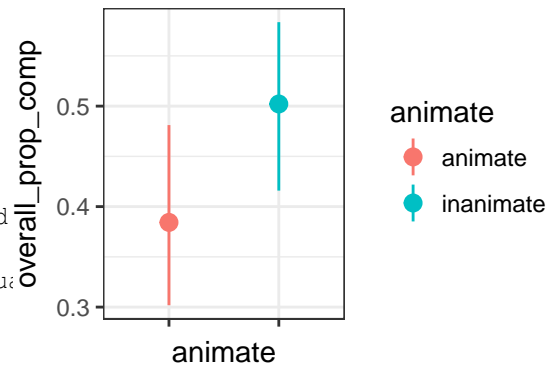 overall_prop_comp
0.5
0.4
0.3
animate
animate
animate
inanimate
d